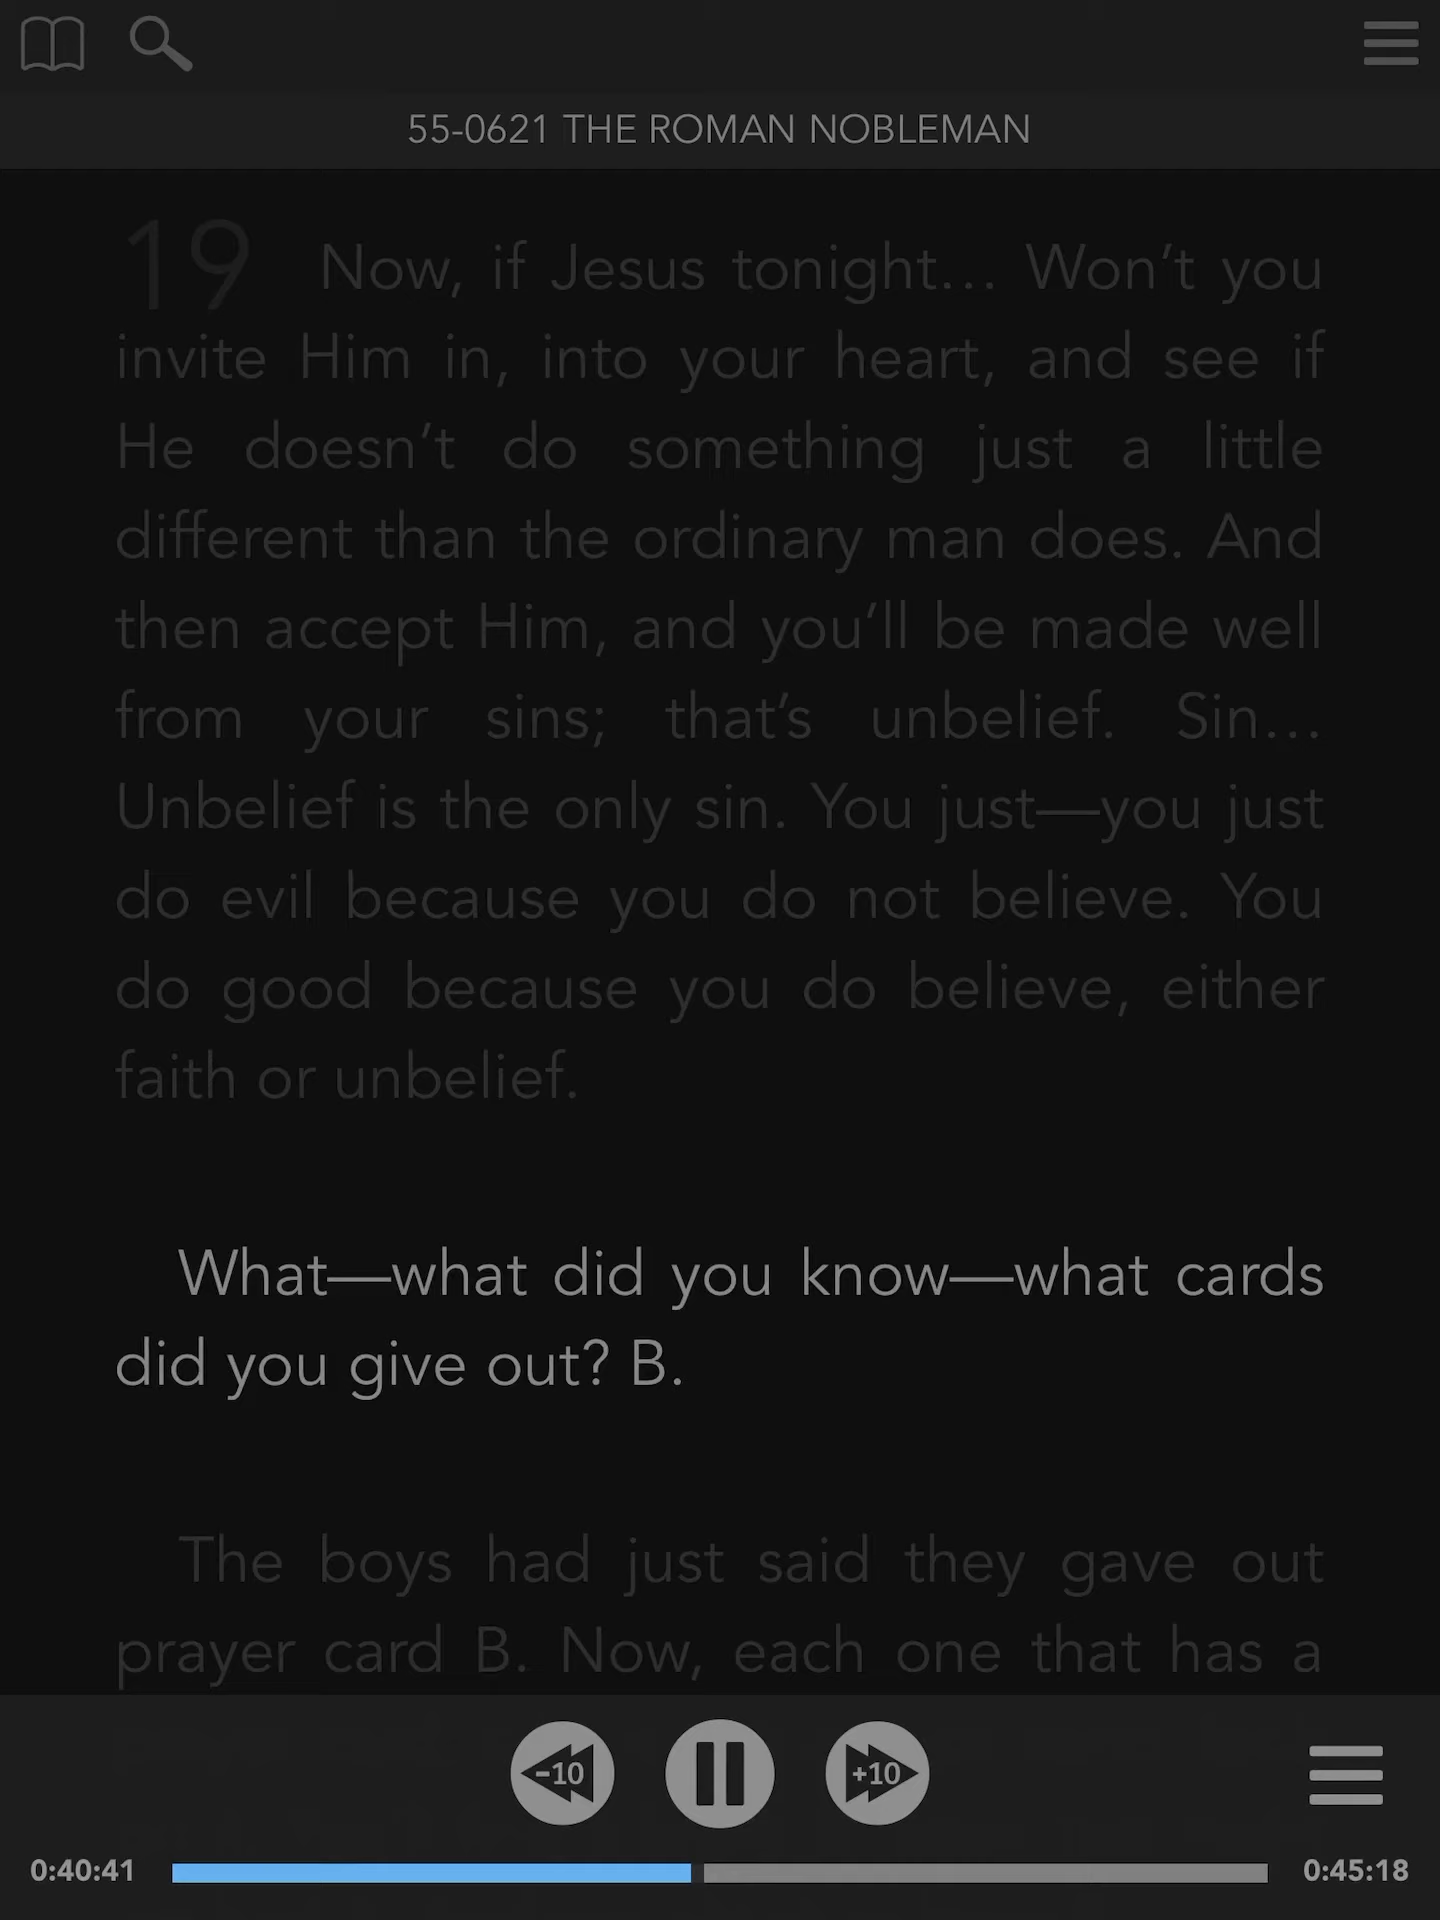 55-0621 THE ROMAN NOBLEMAN
19 Now, if Jesus tonight… Won’t you
invite Him in, into your heart, and see if
He doesn’t do something just a little
different than the ordinary man does. And
then accept Him, and you’ll be made well
from your sins; that’s unbelief. Sin…
Unbelief is the only sin. You just—you just
do evil because you do not believe. You
do good because you do believe, either
faith or unbelief.
What—what did you know—what cards
did you give out? B.
The boys had just said they gave out
prayer card B. Now, each one that has a
-10 +10
0:40:41 0:45:18